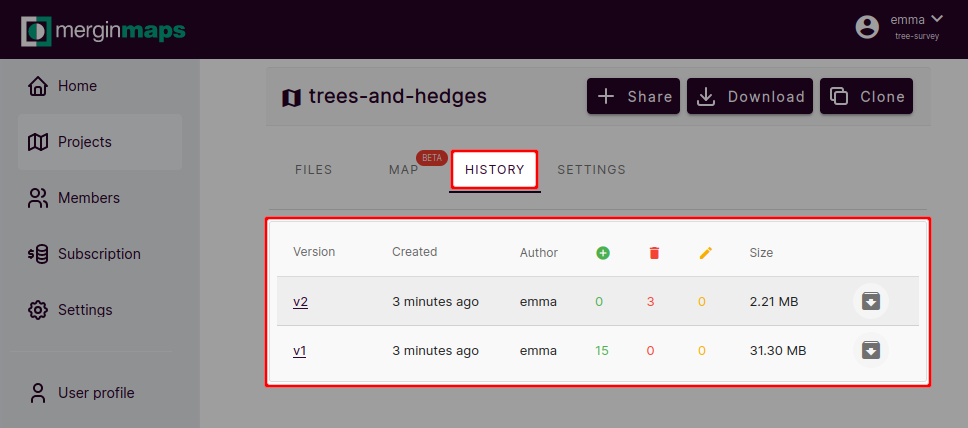 merginmaps
emma
tree-survey
Home
Projects
Members
Subscription
Settings
User profile
trees-and-hedges
Share
Download
Clone
FILES
MAP
BETA
HISTORY
SETTINGS
Version Created Author Size
v2 3 minutes ago emma 0 3 0 2.21 MB
v1 3 minutes ago emma 15 0 0 31.30 MB